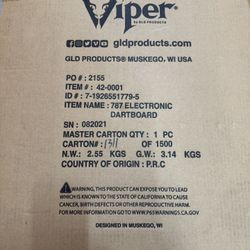 Viper
by GLD PRODUCTS
gldproducts.com
GLD PRODUCTS® MUSKEGO, WI USA
PO # : 2155
ITEM # : 42-0001
ID # : 7-1926551779-5
ITEM NAME : 787 ELECTRONIC
DARTBOARD
SN : 082021
MASTER CARTON QTY : 1 PC
CARTON# : 1311 OF 1500
N.W.: 2.55 KGS G.W.: 3.14 KGS
COUNTRY OF ORIGIN : P.R.C
WARNING, THIS PRODUCT CAN EXPOSE YOU TO LEAD
WHICH IS KNOWN TO THE STATE OF CALIFORNIA TO CAUSE
CANCER, BIRTH DEFECTS OR OTHER REPRODUCTIVE HARM.
FOR MORE INFORMATION GO TO WWW.P65WARNINGS.CA.GOV
DESIGNED IN MUSKEGO, WI